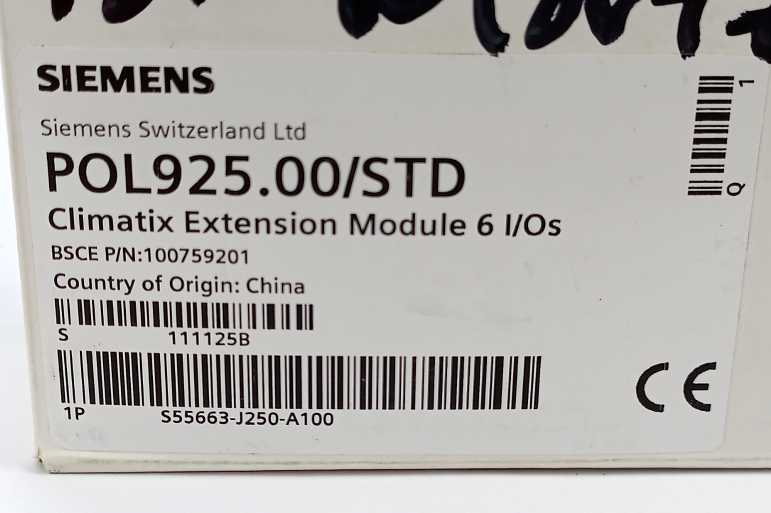 SIEMENS
Siemens Switzerland Ltd
POL925.00/STD
Climatix Extension Module 6 I/Os
BSCE P/N:100759201
Country of Origin: China
S 111125B
1P S55663-J250-A100
Q 1
CE